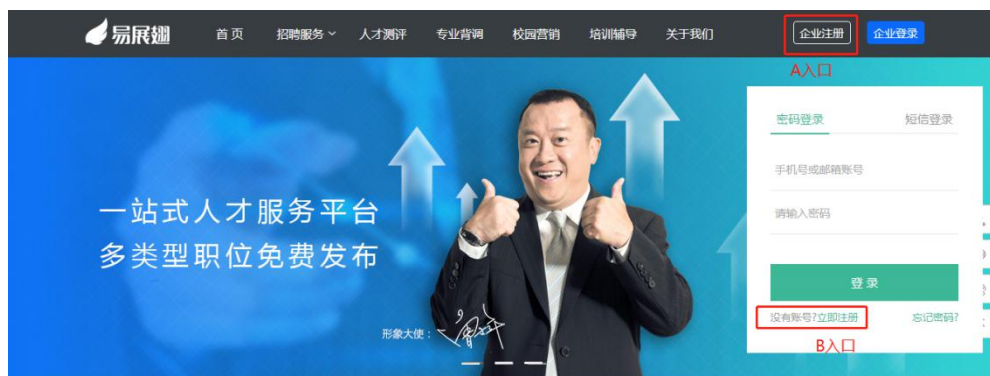 易展翅 首页 招聘服务 人才测评 专业背调 校园营销 培训辅导 关于我们 企业注册 企业登录
A入口
密码登录 短信登录
手机号或邮箱账号
一站式人才服务平台
请输入密码
多类型职位免费发布
登录
没有账号?立即注册 忘记密码?
形象大使：
B入口